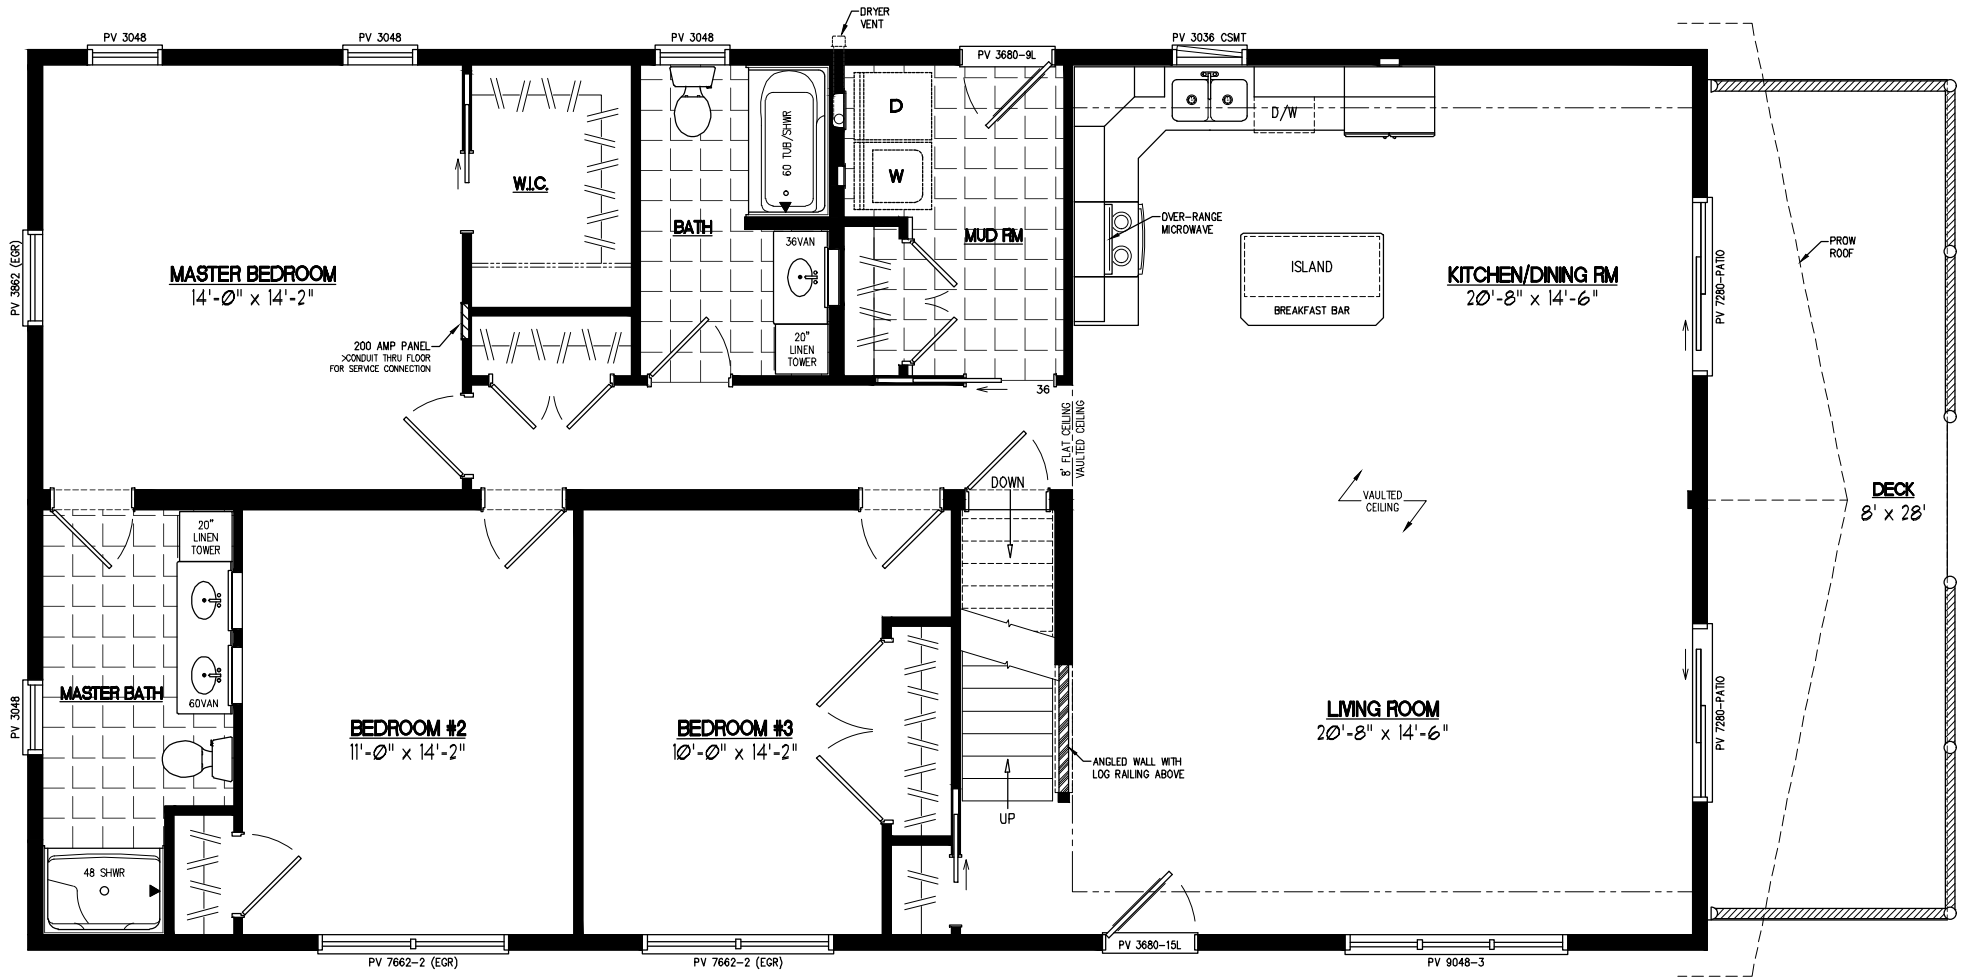 DRYER
VENT
PV 3048
PV 3048
PV 3048
PV 3680-9L
PV 3036 CSMT
D
D/W
60 TUB/SHWR
W
W.I.C.
BATH
MUD RM
OVER-RANGE
MICROWAVE
36VAN
PROW
ROOF
PV 3862 (EGR)
MASTER BEDROOM
14'-0" x 14'-2"
ISLAND
BREAKFAST BAR
KITCHEN/DINING RM
20'-8" x 14'-6"
PV 7280-PATIO
200 AMP PANEL
>CONDUIT THRU FLOOR
FOR SERVICE CONNECTION
20"
LINEN
TOWER
36
8' FLAT CEILING
VAULTED CEILING
DOWN
VAULTED
CEILING
DECK
8' x 28'
20"
LINEN
TOWER
MASTER BATH
60VAN
PV 3048
BEDROOM #2
11'-0" x 14'-2"
BEDROOM #3
10'-0" x 14'-2"
LIVING ROOM
20'-8" x 14'-6"
PV 7280-PATIO
ANGLED WALL WITH
LOG RAILING ABOVE
UP
48 SHWR
PV 7662-2 (EGR)
PV 7662-2 (EGR)
PV 3680-15L
PV 9048-3